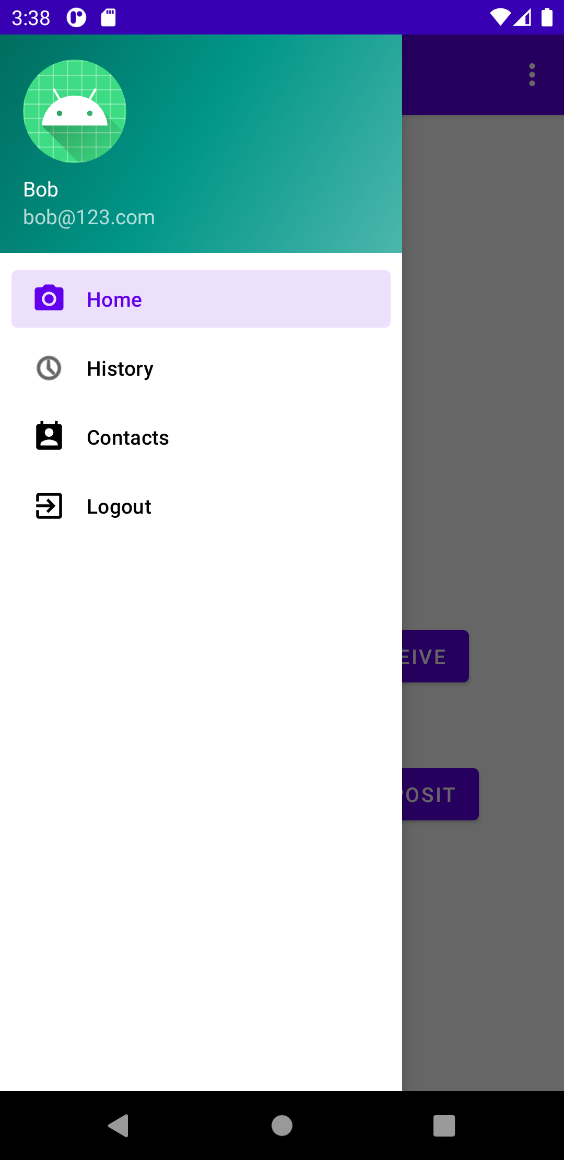 3:38
Bob
bob@123.com
Home
History
Contacts
Logout
EIVE
POSIT